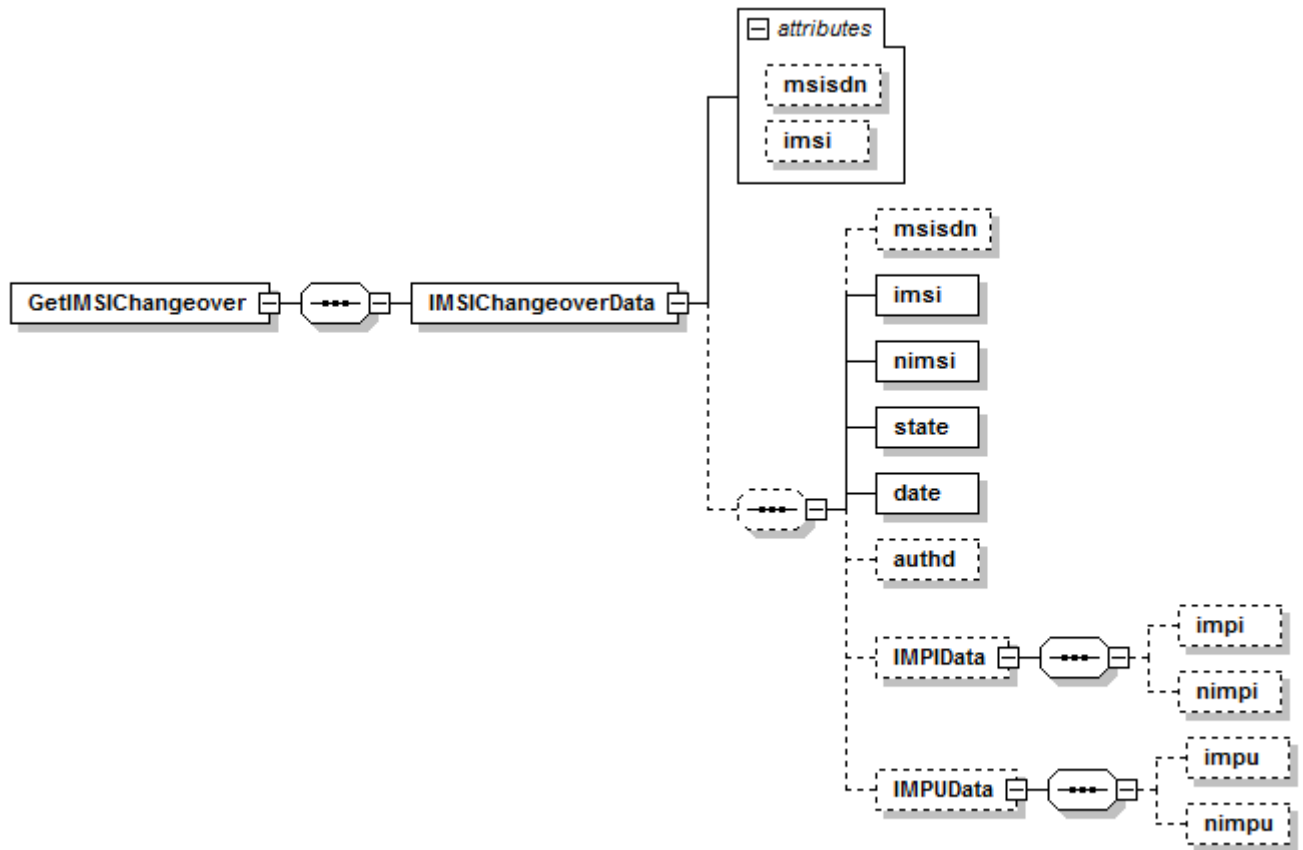 attributes
msisdn
imsi
GetIMSIChangeover
IMSIChangeoverData
msisdn
imsi
nimsi
state
date
authd
IMPIData
impi
nimpi
IMPUData
impu
nimpu